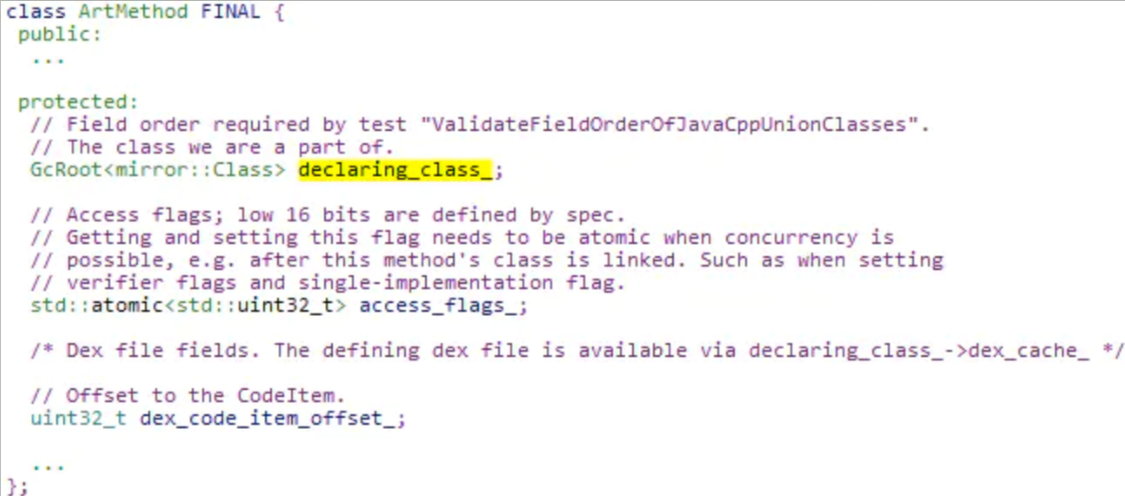 class ArtMethod FINAL {
public:
...
protected:
// Field order required by test "ValidateFieldOrderOfJavaCppUnionClasses".
// The class we are a part of.
GcRoot<mirror::Class> declaring_class_;
// Access flags; low 16 bits are defined by spec.
// Getting and setting this flag needs to be atomic when concurrency is
// possible, e.g. after this method's class is linked. Such as when setting
// verifier flags and single-implementation flag.
std::atomic<std::uint32_t> access_flags_;
/* Dex file fields. The defining dex file is available via declaring_class_->dex_cache_ */
// Offset to the CodeItem.
uint32_t dex_code_item_offset_;
...
};